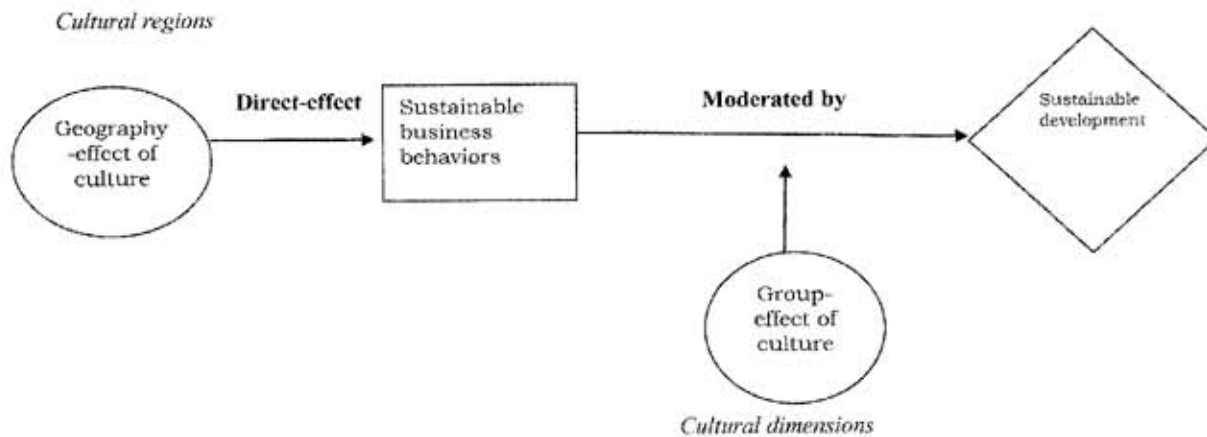 Cultural regions
Direct-effect
Geography
-effect of
culture
Sustainable
business
behaviors
Moderated by
Sustainable
development
Group-
effect of
culture
Cultural dimensions